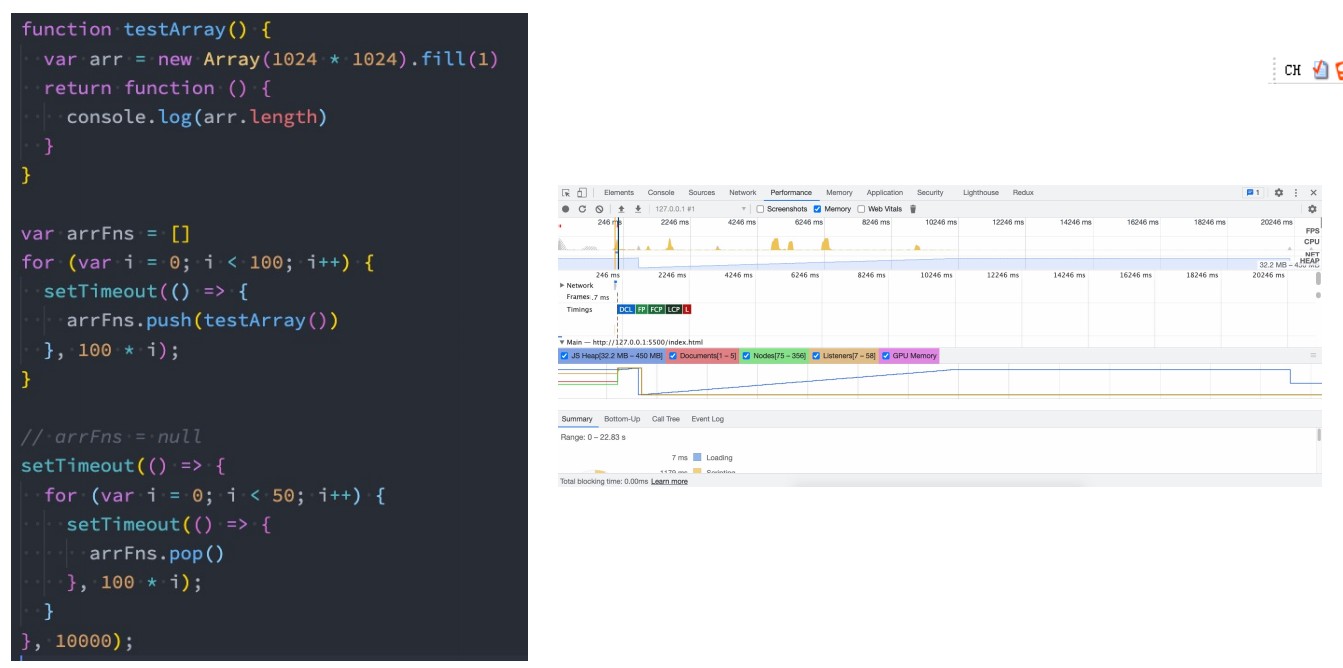 function testArray() {
var arr = new Array(1024 * 1024).fill(1)
return function () {
console.log(arr.length)
}
}
var arrFns = []
for (var i = 0; i < 100; i++) {
setTimeout(() => {
arrFns.push(testArray())
}, 100 * i);
}
// arrFns = null
setTimeout(() => {
for (var i = 0; i < 50; i++) {
setTimeout(() => {
arrFns.pop()
}, 100 * i);
}
}, 10000);
CH
Elements Console Sources Network Performance Memory Application Security Lighthouse Redux 1
127.0.0.1 #1 Screenshots Memory Web Vitals
246 ms 2246 ms 4246 ms 6246 ms 8246 ms 10246 ms 12246 ms 14246 ms 16246 ms 18246 ms 20246 ms
FPS
CPU
NET
HEAP
32.2 MB –
246 ms 2246 ms 4246 ms 6246 ms 8246 ms 10246 ms 12246 ms 14246 ms 16246 ms 18246 ms 20246 ms
Network
Frames .7 ms
Timings DCL FP FCP LCP L
Main — http://127.0.0.1:5500/index.html
JS Heap[32.2 MB – 450 MB] Documents[1 – 5] Nodes[75 – 356] Listeners[7 – 58] GPU Memory
Summary Bottom-Up Call Tree Event Log
Range: 0 – 22.83 s
7 ms Loading
1179 ms Scripting
Total blocking time: 0.00ms Learn more